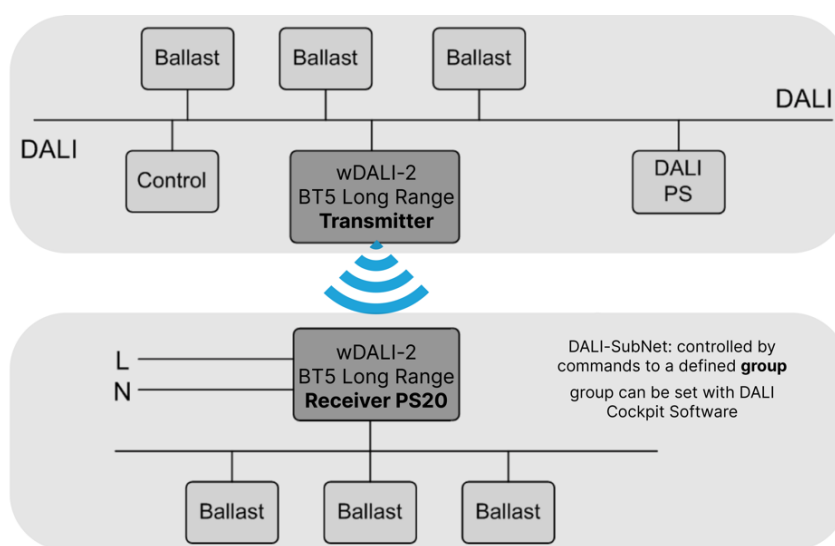 Ballast
Ballast
Ballast
DALI
DALI
Control
wDALI-2
BT5 Long Range
Transmitter
DALI
PS
L
N
wDALI-2
BT5 Long Range
Receiver PS20
DALI-SubNet: controlled by
commands to a defined group
group can be set with DALI
Cockpit Software
Ballast
Ballast
Ballast